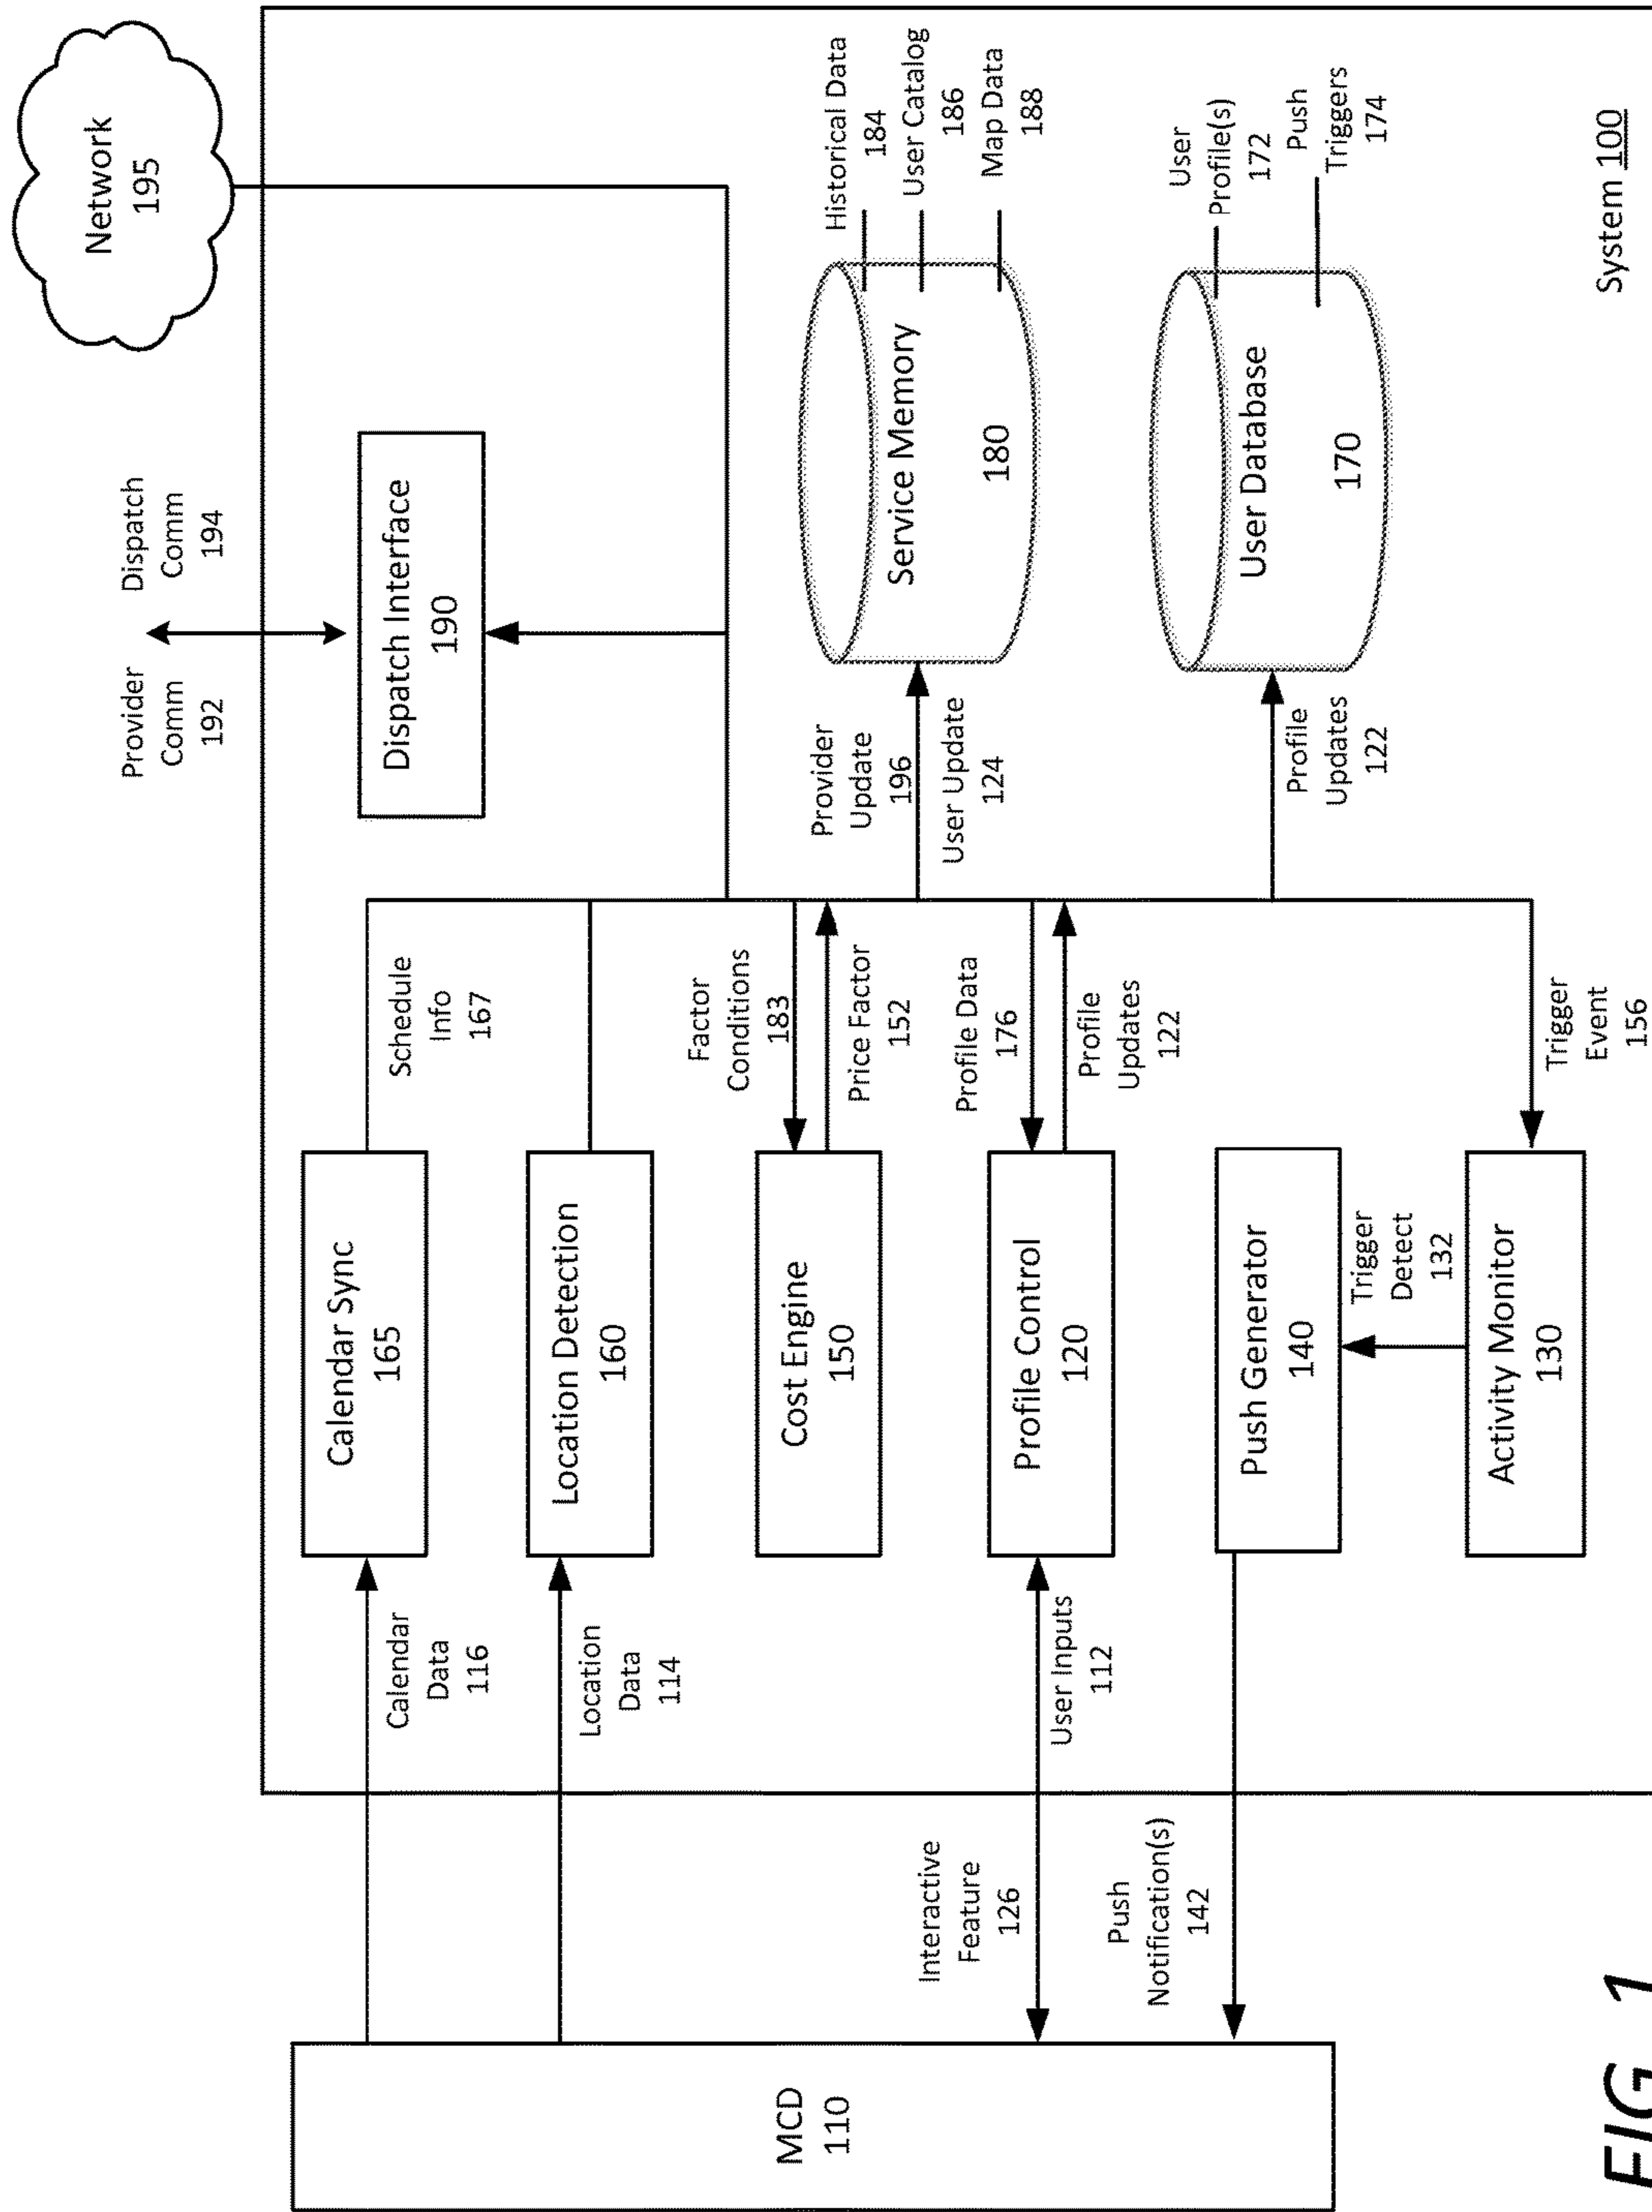 Network
195
Provider
Comm
192
Dispatch
Comm
194
Calendar
Data
116
Calendar Sync
165
Schedule
Info
167
Dispatch Interface
190
Location
Data
114
Location Detection
160
Cost Engine
150
Factor
Conditions
183
Price Factor
152
Provider
Update
196
User Update
124
Service Memory
180
Historical Data
184
User Catalog
186
Map Data
188
MCD
110
Interactive
Feature
126
User Inputs
112
Profile Control
120
Profile Data
176
Profile
Updates
122
Profile
Updates
122
User Database
170
User
Profile(s)
172
Push
Triggers
174
Push
Notification(s)
142
Push Generator
140
Trigger
Detect
132
Activity Monitor
130
Trigger
Event
156
System 100
FIG. 1